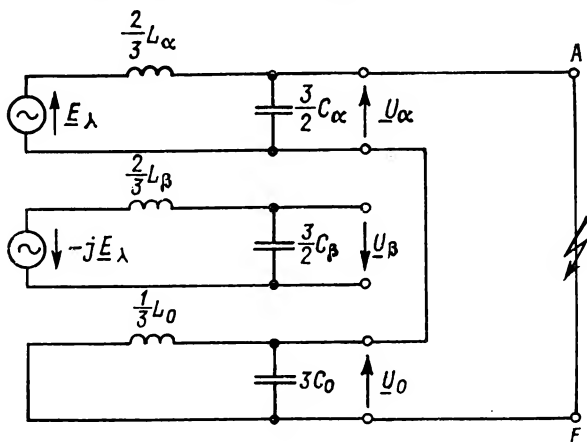 2/3 L_α
A
E_λ
3/2 C_α
U_α
2/3 L_β
-jE_λ
3/2 C_β
U_β
1/3 L_0
3C_0
U_0
E